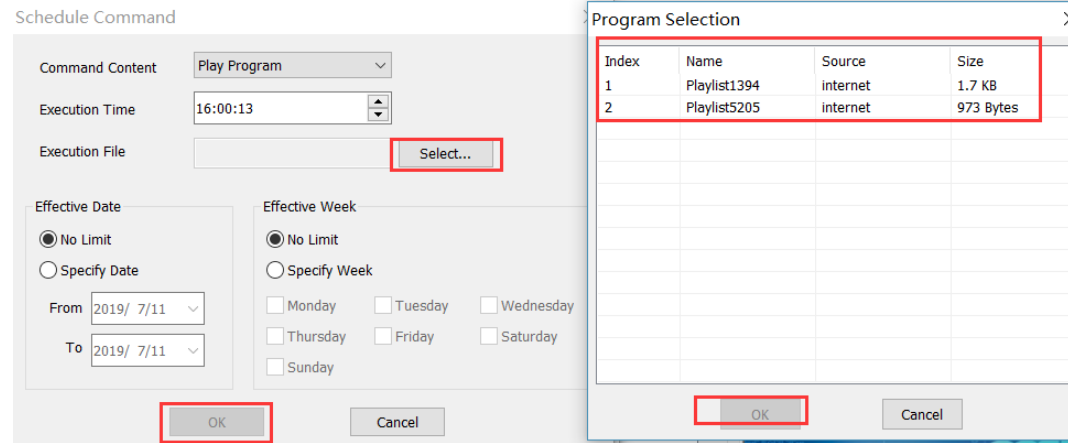 Schedule Command
Command Content Play Program
Execution Time 16:00:13
Execution File Select...
Effective Date
No Limit
Specify Date
From 2019/ 7/11
To 2019/ 7/11
Effective Week
No Limit
Specify Week
Monday Tuesday Wednesday
Thursday Friday Saturday
Sunday
OK Cancel
Program Selection
Index Name Source Size
1 Playlist1394 internet 1.7 KB
2 Playlist5205 internet 973 Bytes
OK Cancel